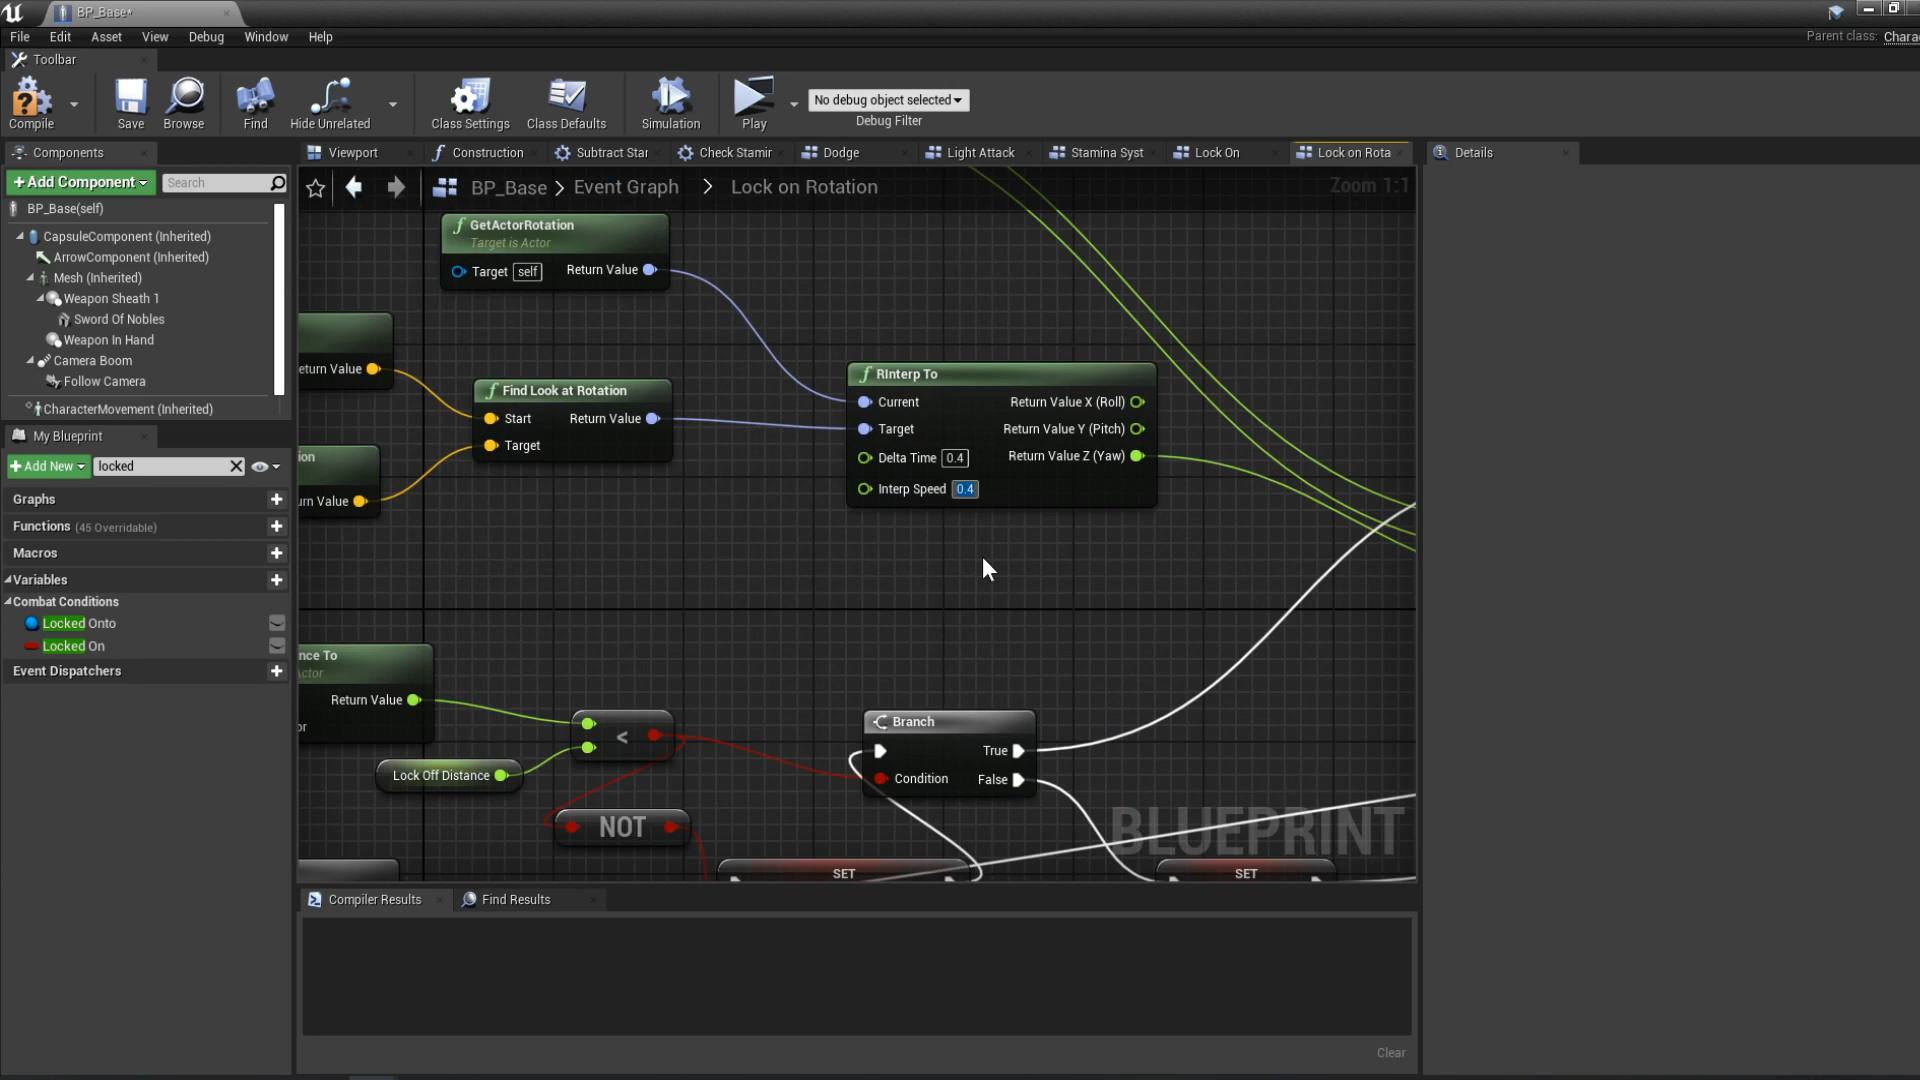 BP_Base*
File Edit Asset View Debug Window Help
Parent class: Chara
Toolbar
Compile
Save
Browse
Find
Hide Unrelated
Class Settings
Class Defaults
Simulation
Play
No debug object selected
Debug Filter
Components
+Add Component
Search
BP_Base(self)
CapsuleComponent (Inherited)
ArrowComponent (Inherited)
Mesh (Inherited)
Weapon Sheath 1
Sword Of Nobles
Weapon In Hand
Camera Boom
Follow Camera
CharacterMovement (Inherited)
My Blueprint
+Add New
locked
Graphs
Functions (45 Overridable)
Macros
Variables
Combat Conditions
Locked Onto
Locked On
Event Dispatchers
Viewport
Construction
Subtract Star
Check Stamir
Dodge
Light Attack
Stamina Syst
Lock On
Lock on Rota
BP_Base > Event Graph > Lock on Rotation
Zoom 1:1
GetActorRotation
Target is Actor
Target self Return Value
eturn Value
ion
urn Value
Find Look at Rotation
Start Return Value
Target
RInterp To
Current Return Value X (Roll)
Target Return Value Y (Pitch)
Delta Time 0.4 Return Value Z (Yaw)
Interp Speed 0.4
nce To
Actor
Return Value
or
Lock Off Distance
<
NOT
Branch
True
Condition False
SET
SET
BLUEPRINT
Compiler Results
Find Results
Clear
Details